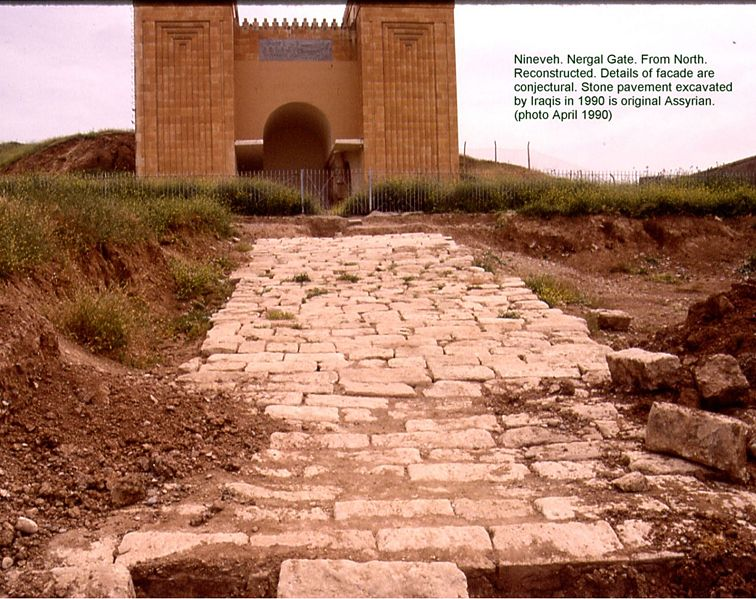 Nineveh. Nergal Gate. From North.
Reconstructed. Details of facade are
conjectural. Stone pavement excavated
by Iraqis in 1990 is original Assyrian.
(photo April 1990)